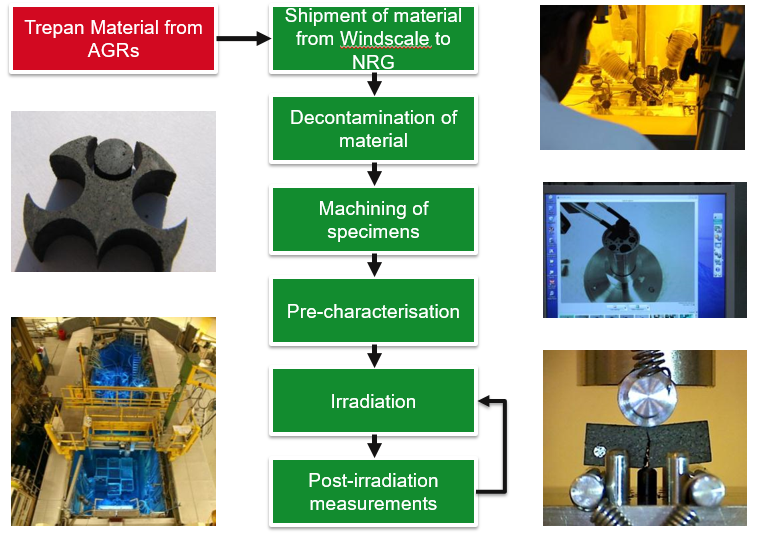 Trepan Material from
AGRs
Shipment of material
from Windscale to
NRG
Decontamination of
material
Machining of
specimens
Pre-characterisation
Irradiation
Post-irradiation
measurements